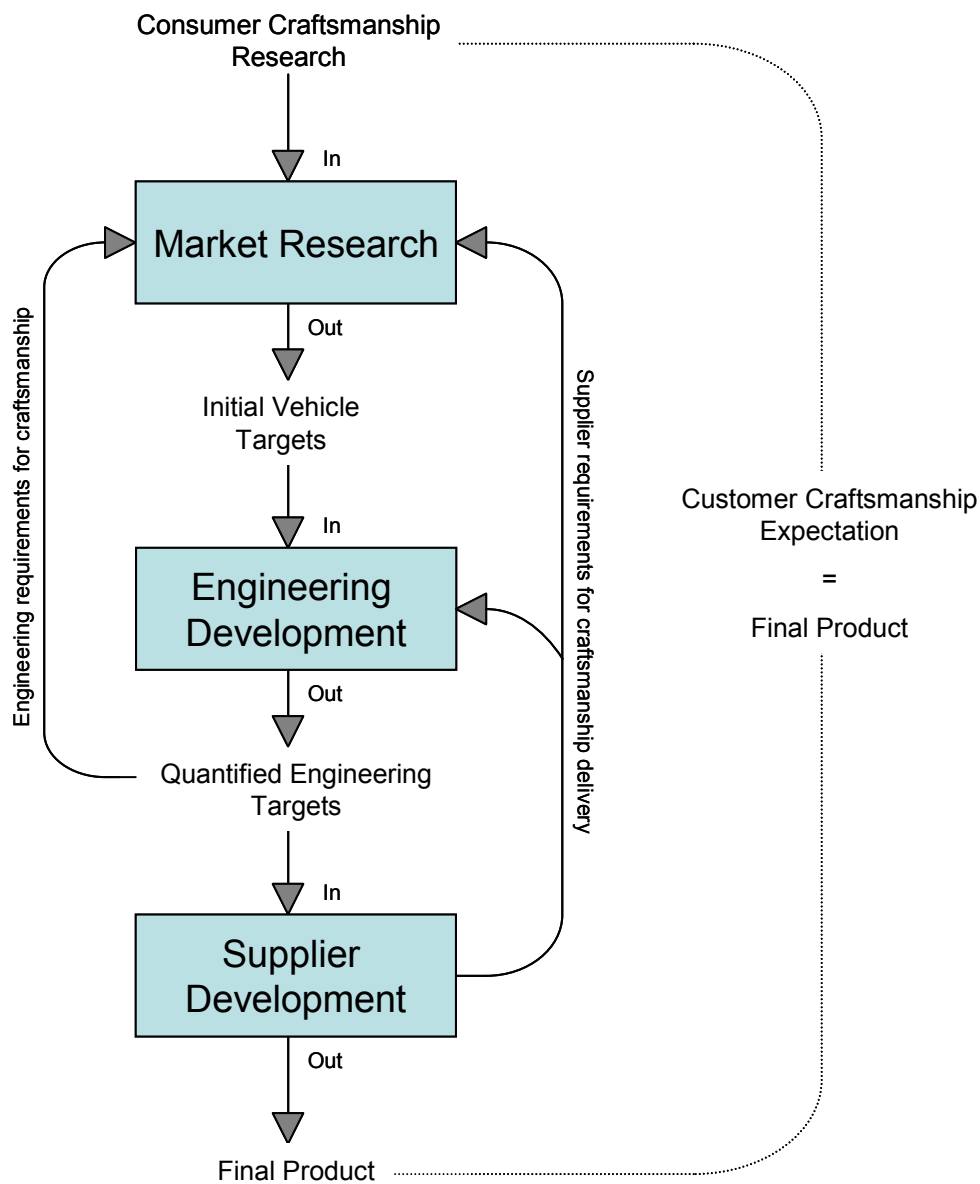 Consumer Craftsmanship
Research
In
Market Research
Out
Initial Vehicle
Targets
In
Engineering
Development
Out
Quantified Engineering
Targets
In
Supplier
Development
Out
Final Product
Engineering requirements for craftsmanship
Supplier requirements for craftsmanship delivery
Customer Craftsmanship
Expectation
=
Final Product